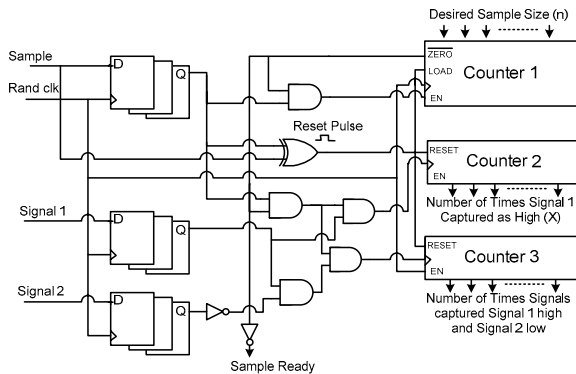 Desired Sample Size (n)
Sample
D
Q
Rand clk
ZERO
LOAD
Counter 1
EN
Reset Pulse
RESET
Counter 2
EN
Number of Times Signal 1
Captured as High (X)
Signal 1
D
Q
RESET
Counter 3
EN
Signal 2
D
Q
Number of Times Signals
captured Signal 1 high
and Signal 2 low
Sample Ready